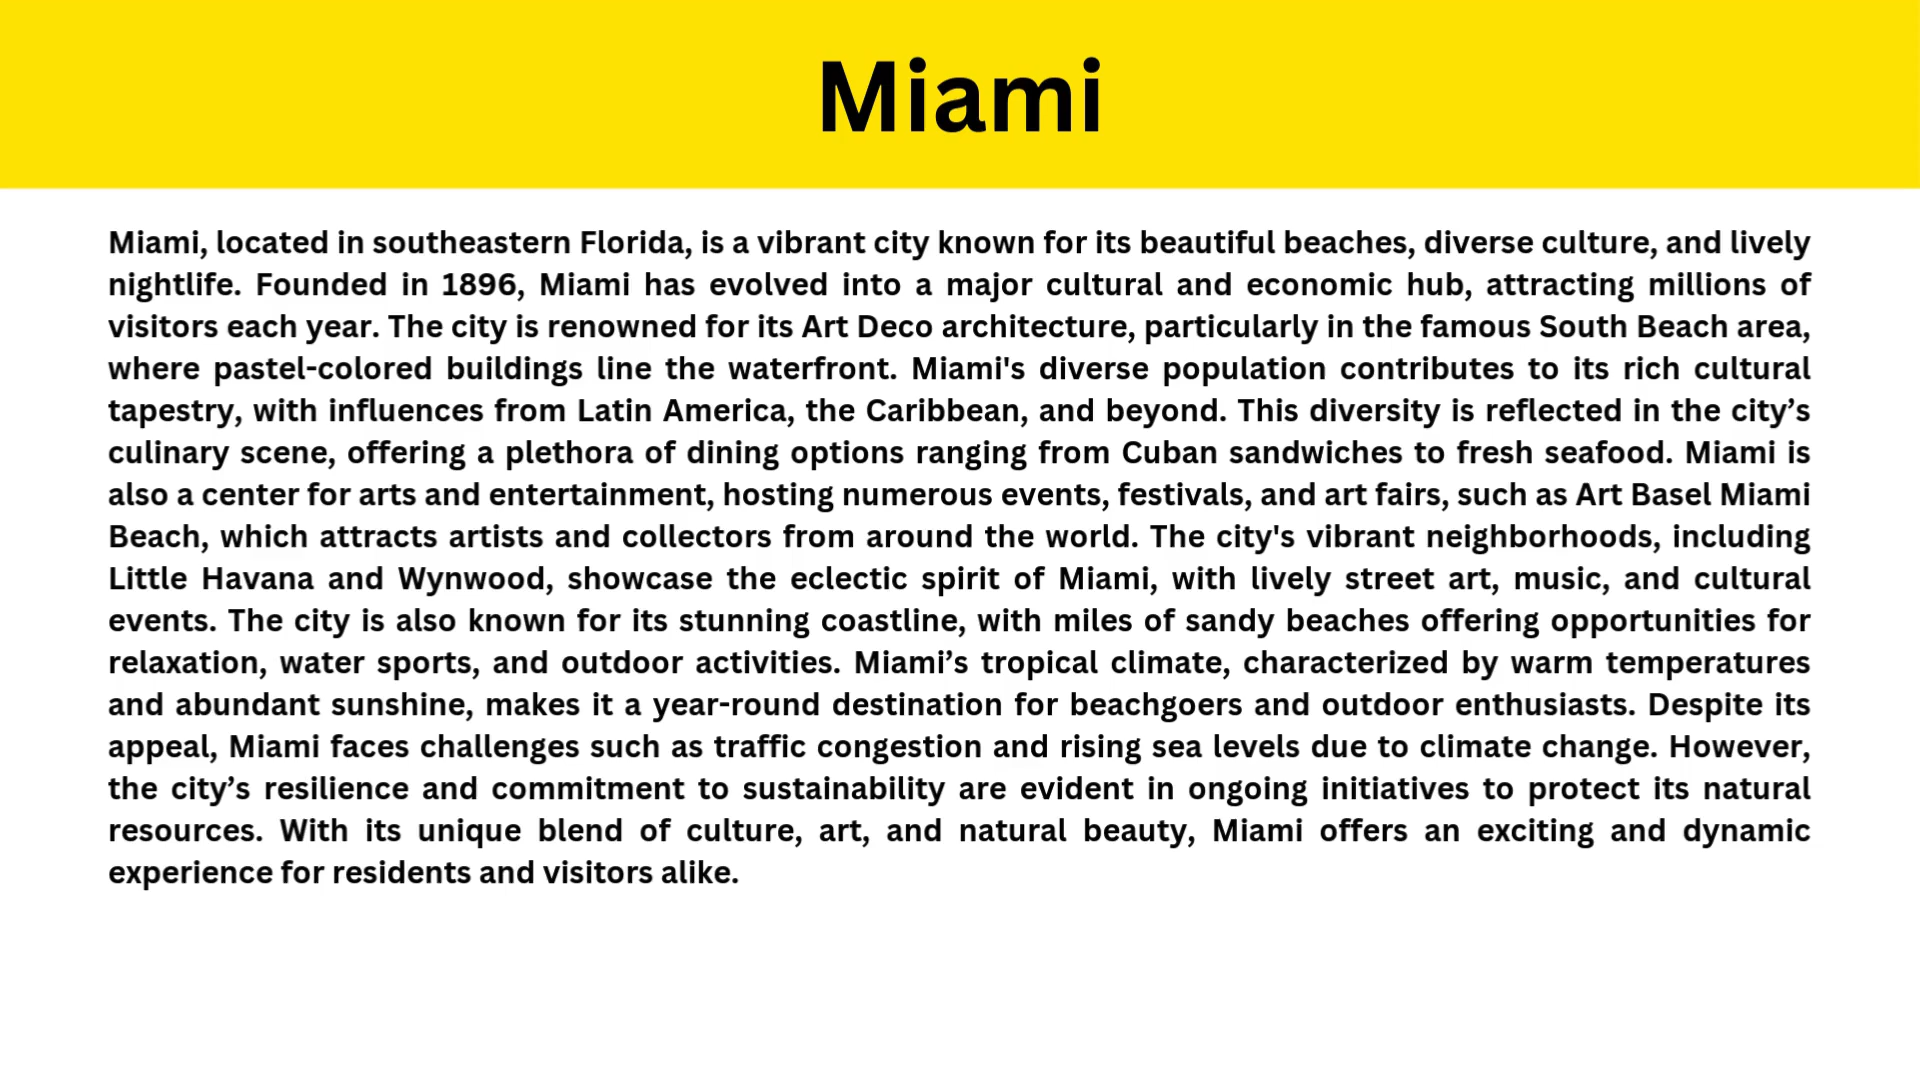 Miami
Miami, located in southeastern Florida, is a vibrant city known for its beautiful beaches, diverse culture, and lively
nightlife. Founded in 1896, Miami has evolved into a major cultural and economic hub, attracting millions of
visitors each year. The city is renowned for its Art Deco architecture, particularly in the famous South Beach area,
where pastel-colored buildings line the waterfront. Miami's diverse population contributes to its rich cultural
tapestry, with influences from Latin America, the Caribbean, and beyond. This diversity is reflected in the city’s
culinary scene, offering a plethora of dining options ranging from Cuban sandwiches to fresh seafood. Miami is
also a center for arts and entertainment, hosting numerous events, festivals, and art fairs, such as Art Basel Miami
Beach, which attracts artists and collectors from around the world. The city's vibrant neighborhoods, including
Little Havana and Wynwood, showcase the eclectic spirit of Miami, with lively street art, music, and cultural
events. The city is also known for its stunning coastline, with miles of sandy beaches offering opportunities for
relaxation, water sports, and outdoor activities. Miami’s tropical climate, characterized by warm temperatures
and abundant sunshine, makes it a year-round destination for beachgoers and outdoor enthusiasts. Despite its
appeal, Miami faces challenges such as traffic congestion and rising sea levels due to climate change. However,
the city’s resilience and commitment to sustainability are evident in ongoing initiatives to protect its natural
resources. With its unique blend of culture, art, and natural beauty, Miami offers an exciting and dynamic
experience for residents and visitors alike.